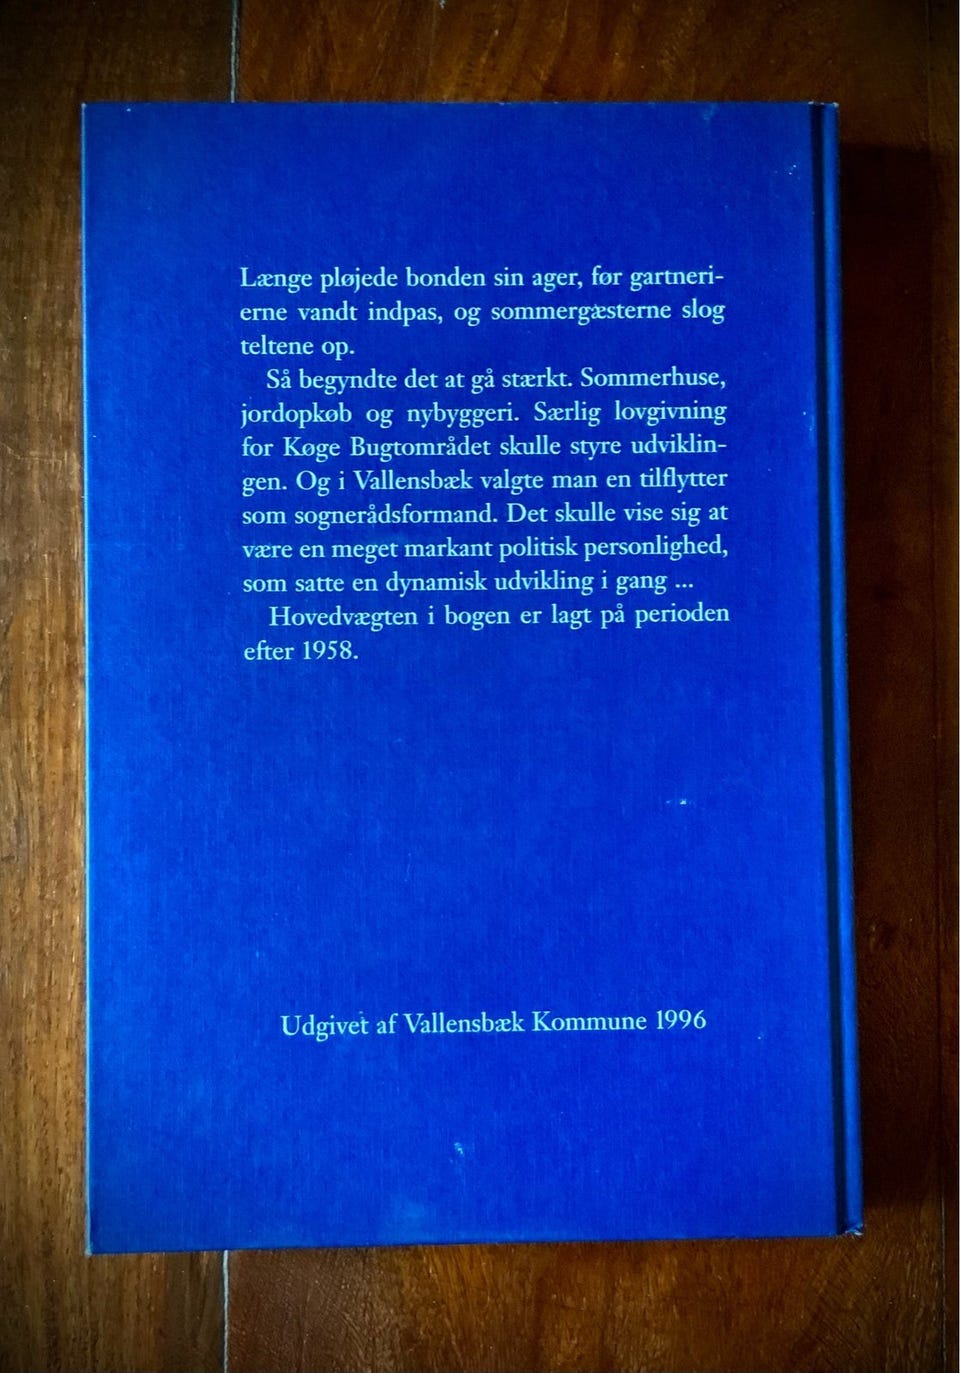 Længe pløjede bonden sin ager, før gartneri-
erne vandt indpas, og sommergæsterne slog
teltene op.
Så begyndte det at gå stærkt. Sommerhuse,
jordopkøb og nybyggeri. Særlig lovgivning
for Køge Bugtområdet skulle styre udviklin-
gen. Og i Vallensbæk valgte man en tilflytter
som sognerådsformand. Det skulle vise sig at
være en meget markant politisk personlighed,
som satte en dynamisk udvikling i gang ...
Hovedvægten i bogen er lagt på perioden
efter 1958.
Udgivet af Vallensbæk Kommune 1996